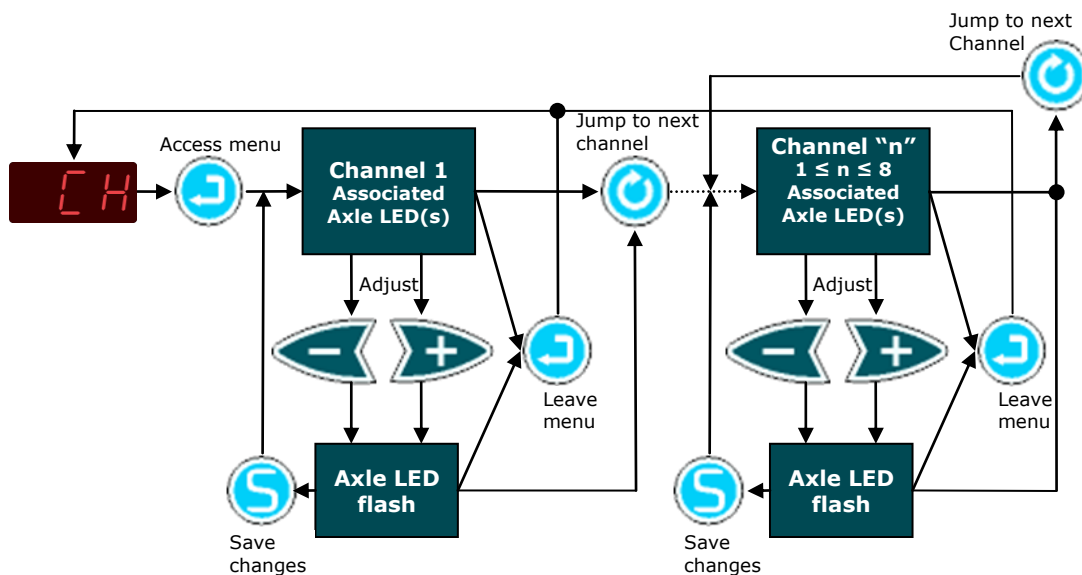 Jump to next
Channel
Access menu
Jump to next
channel
CH
Channel 1
Associated
Axle LED(s)
Channel “n”
1 ≤ n ≤ 8
Associated
Axle LED(s)
Adjust
Adjust
−
+
−
+
Leave
menu
Leave
menu
Axle LED
flash
Axle LED
flash
S
S
Save
changes
Save
changes